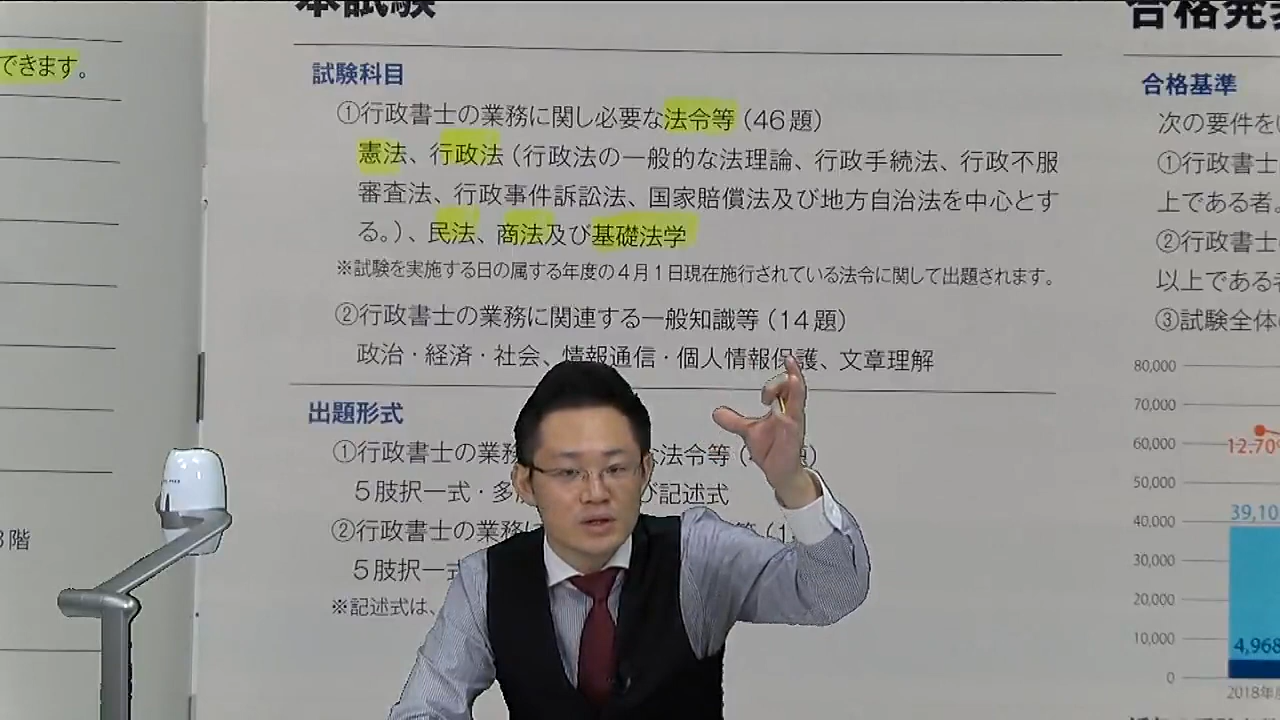 できます。
3階
本試験
試験科目
①行政書士の業務に関し必要な法令等（46題）
憲法、行政法（行政法の一般的な法理論、行政手続法、行政不服
審査法、行政事件訴訟法、国家賠償法及び地方自治法を中心とす
る。）、民法、商法及び基礎法学
※試験を実施する日の属する年度の4月1日現在施行されている法令に関して出題されます。
②行政書士の業務に関連する一般知識等（14題）
政治・経済・社会、情報通信・個人情報保護、文章理解
出題形式
①行政書士の業務 法令等
5肢択一式・多 記述式
②行政書士の業務
5肢択一式
※記述式は、
合格発表
合格基準
次の要件を
①行政書士
上である者。
②行政書士
以上である者
③試験全体
80,000
70,000
60,000
12.70%
50,000
40,000
39,10
30,000
20,000
10,000
4,968
0
2018年度